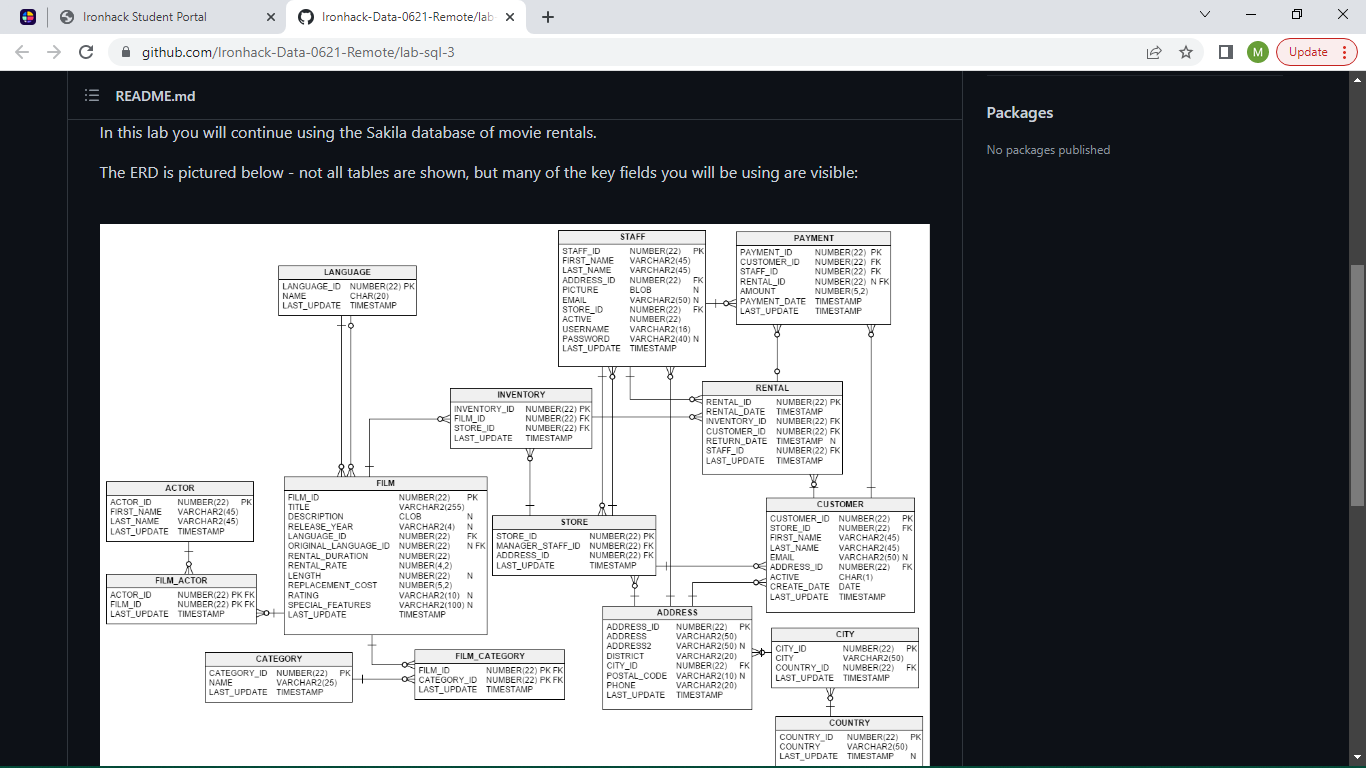 Ironhack Student Portal
Ironhack-Data-0621-Remote/lab
github.com/Ironhack-Data-0621-Remote/lab-sql-3
M
Update
README.md
In this lab you will continue using the Sakila database of movie rentals.
The ERD is pictured below - not all tables are shown, but many of the key fields you will be using are visible:
Packages
No packages published
STAFF
STAFF_ID NUMBER(22) PK
FIRST_NAME VARCHAR2(45)
LAST_NAME VARCHAR2(45)
ADDRESS_ID NUMBER(22) FK
PICTURE BLOB N
EMAIL VARCHAR2(50) N
STORE_ID NUMBER(22) FK
ACTIVE NUMBER(22)
USERNAME VARCHAR2(16)
PASSWORD VARCHAR2(40) N
LAST_UPDATE TIMESTAMP
PAYMENT
PAYMENT_ID NUMBER(22) PK
CUSTOMER_ID NUMBER(22) FK
STAFF_ID NUMBER(22) FK
RENTAL_ID NUMBER(22) N FK
AMOUNT NUMBER(5,2)
PAYMENT_DATE TIMESTAMP
LAST_UPDATE TIMESTAMP
LANGUAGE
LANGUAGE_ID NUMBER(22) PK
NAME CHAR(20)
LAST_UPDATE TIMESTAMP
INVENTORY
INVENTORY_ID NUMBER(22) PK
FILM_ID NUMBER(22) FK
STORE_ID NUMBER(22) FK
LAST_UPDATE TIMESTAMP
RENTAL
RENTAL_ID NUMBER(22) PK
RENTAL_DATE TIMESTAMP
INVENTORY_ID NUMBER(22) FK
CUSTOMER_ID NUMBER(22) FK
RETURN_DATE TIMESTAMP N
STAFF_ID NUMBER(22) FK
LAST_UPDATE TIMESTAMP
ACTOR
ACTOR_ID NUMBER(22) PK
FIRST_NAME VARCHAR2(45)
LAST_NAME VARCHAR2(45)
LAST_UPDATE TIMESTAMP
FILM
FILM_ID NUMBER(22) PK
TITLE VARCHAR2(255)
DESCRIPTION CLOB N
RELEASE_YEAR VARCHAR2(4) N
LANGUAGE_ID NUMBER(22) FK
ORIGINAL_LANGUAGE_ID NUMBER(22) N FK
RENTAL_DURATION NUMBER(22)
RENTAL_RATE NUMBER(4,2)
LENGTH NUMBER(22) N
REPLACEMENT_COST NUMBER(5,2)
RATING VARCHAR2(10) N
SPECIAL_FEATURES VARCHAR2(100) N
LAST_UPDATE TIMESTAMP
STORE
STORE_ID NUMBER(22) PK
MANAGER_STAFF_ID NUMBER(22) FK
ADDRESS_ID NUMBER(22) FK
LAST_UPDATE TIMESTAMP
CUSTOMER
CUSTOMER_ID NUMBER(22) PK
STORE_ID NUMBER(22) FK
FIRST_NAME VARCHAR2(45)
LAST_NAME VARCHAR2(45)
EMAIL VARCHAR2(50) N
ADDRESS_ID NUMBER(22) FK
ACTIVE CHAR(1)
CREATE_DATE DATE
LAST_UPDATE TIMESTAMP
FILM_ACTOR
ACTOR_ID NUMBER(22) PK FK
FILM_ID NUMBER(22) PK FK
LAST_UPDATE TIMESTAMP
ADDRESS
ADDRESS_ID NUMBER(22) PK
ADDRESS VARCHAR2(50)
ADDRESS2 VARCHAR2(50) N
DISTRICT VARCHAR2(20)
CITY_ID NUMBER(22) FK
POSTAL_CODE VARCHAR2(10) N
PHONE VARCHAR2(20)
LAST_UPDATE TIMESTAMP
CITY
CITY_ID NUMBER(22) PK
CITY VARCHAR2(50)
COUNTRY_ID NUMBER(22) FK
LAST_UPDATE TIMESTAMP
CATEGORY
CATEGORY_ID NUMBER(22) PK
NAME VARCHAR2(25)
LAST_UPDATE TIMESTAMP
FILM_CATEGORY
FILM_ID NUMBER(22) PK FK
CATEGORY_ID NUMBER(22) PK FK
LAST_UPDATE TIMESTAMP
COUNTRY
COUNTRY_ID NUMBER(22) PK
COUNTRY VARCHAR2(50)
LAST_UPDATE TIMESTAMP N